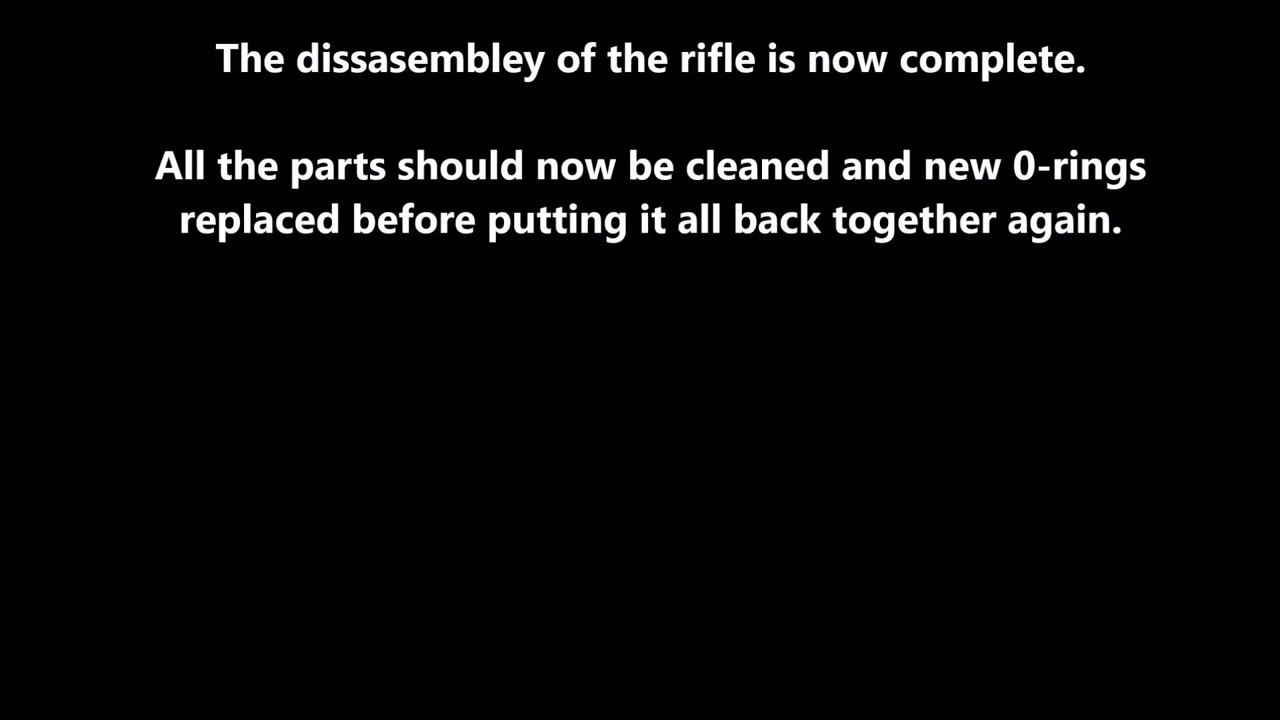 The dissasembley of the rifle is now complete.
All the parts should now be cleaned and new 0-rings
replaced before putting it all back together again.